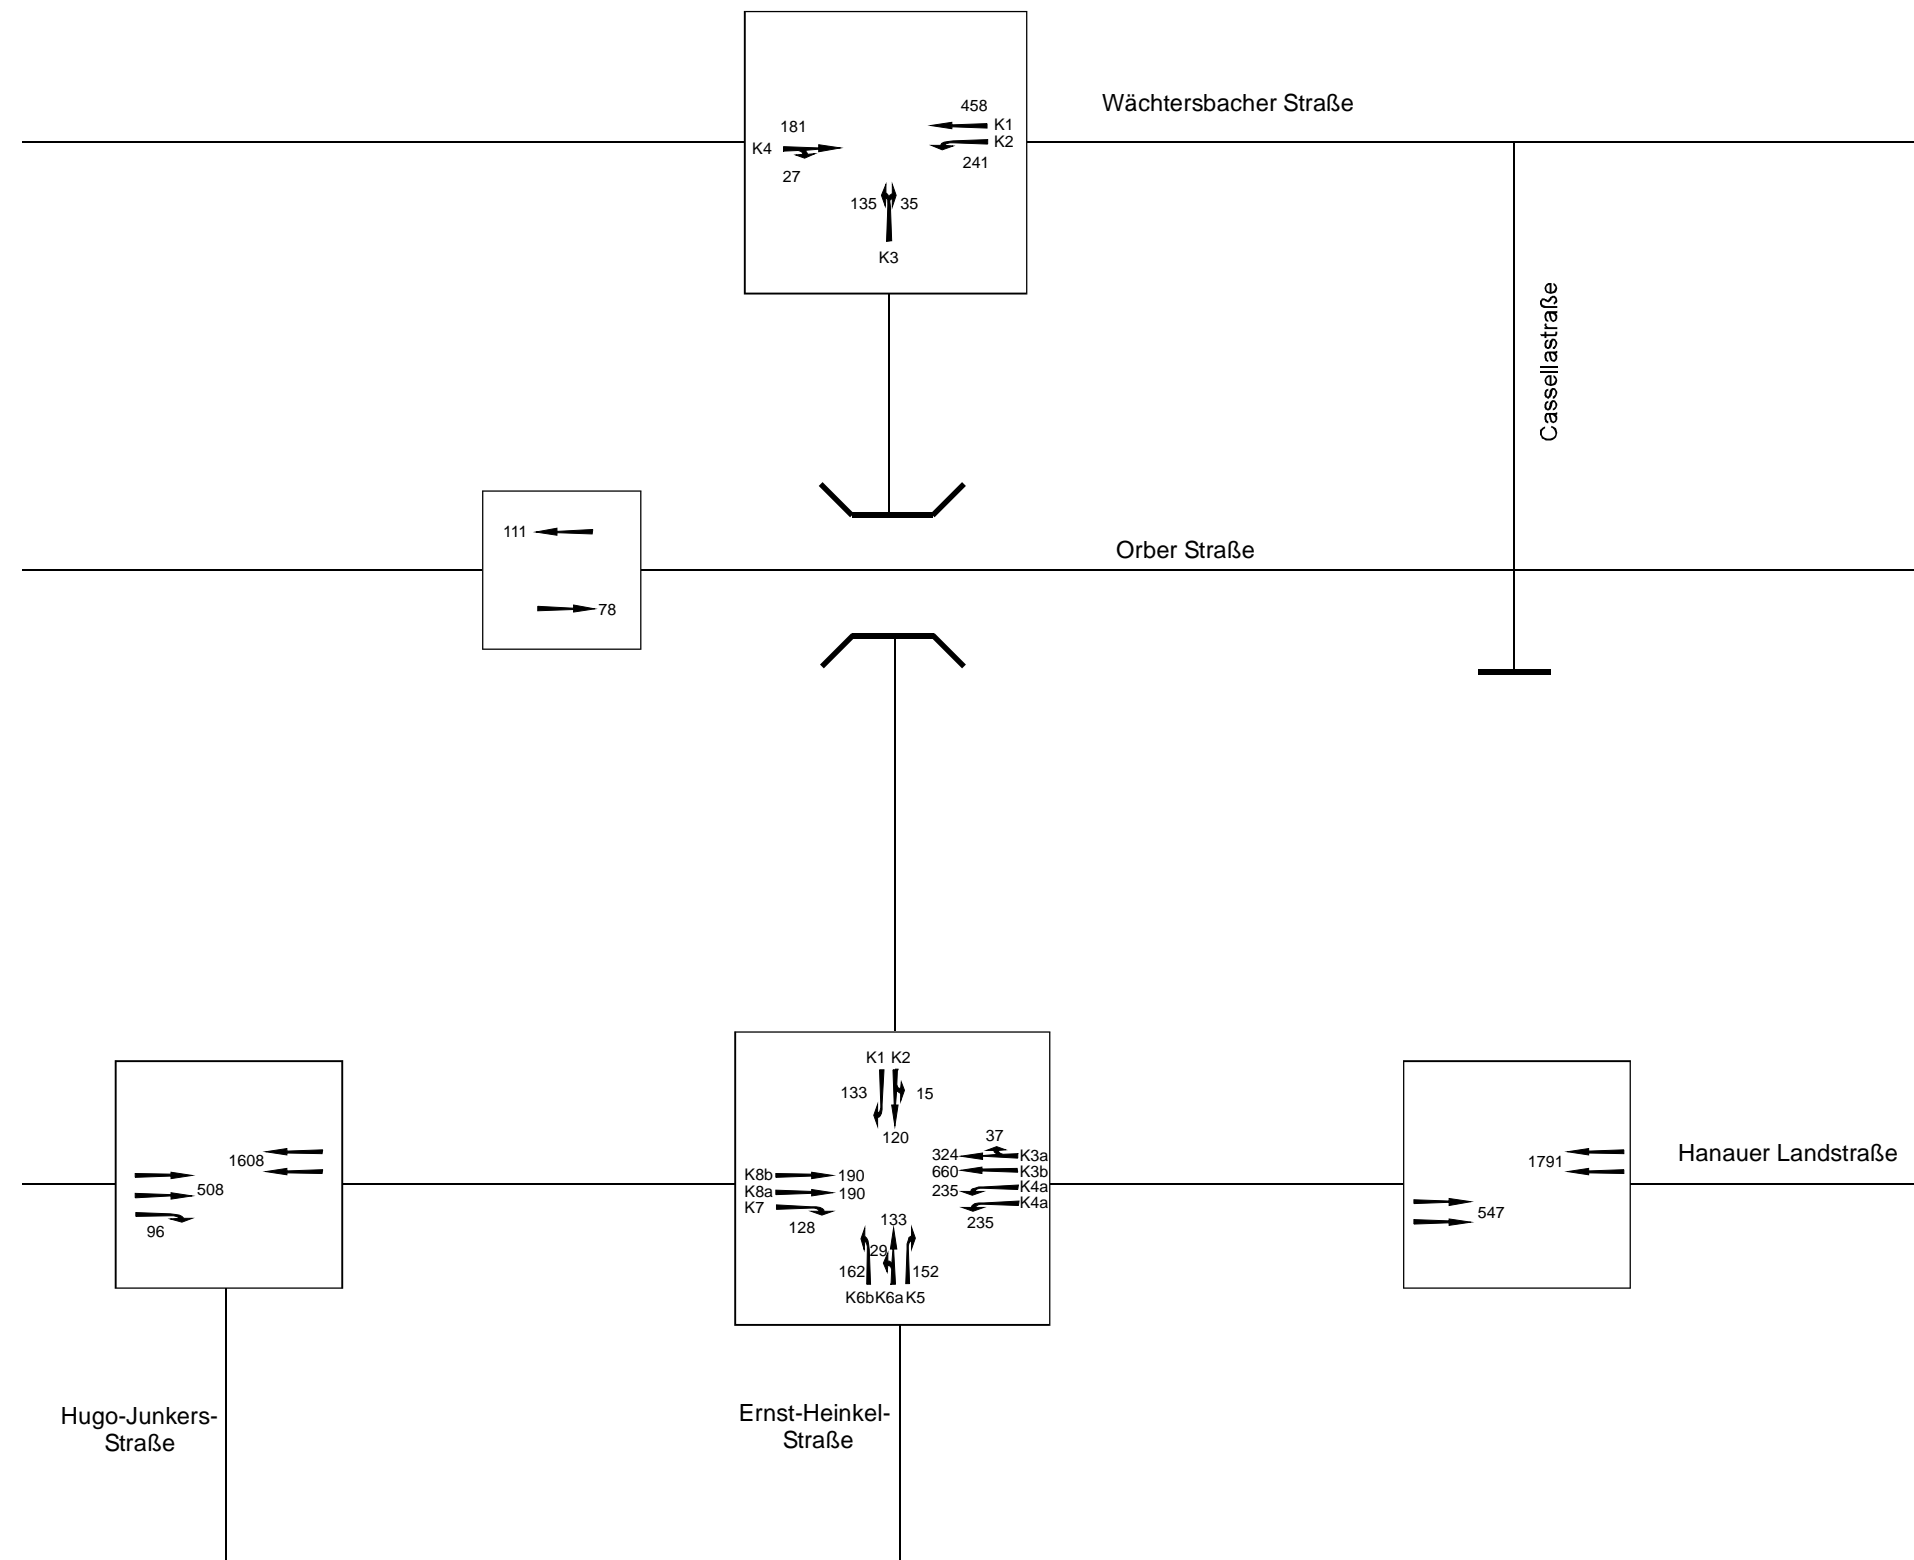 458
Wächtersbacher Straße
181
K1
K4
K2
27
241
135
35
K3
Cassellastraße
111
Orber Straße
78
K1 K2
133
15
120
37
324
K3a
660
K3b
235
K4a
K4a
235
K8b
190
K8a
190
K7
128
133
29
162
152
K6b
K6a
K5
1608
508
96
1791
Hanauer Landstraße
547
Hugo-Junkers-
Straße
Ernst-Heinkel-
Straße